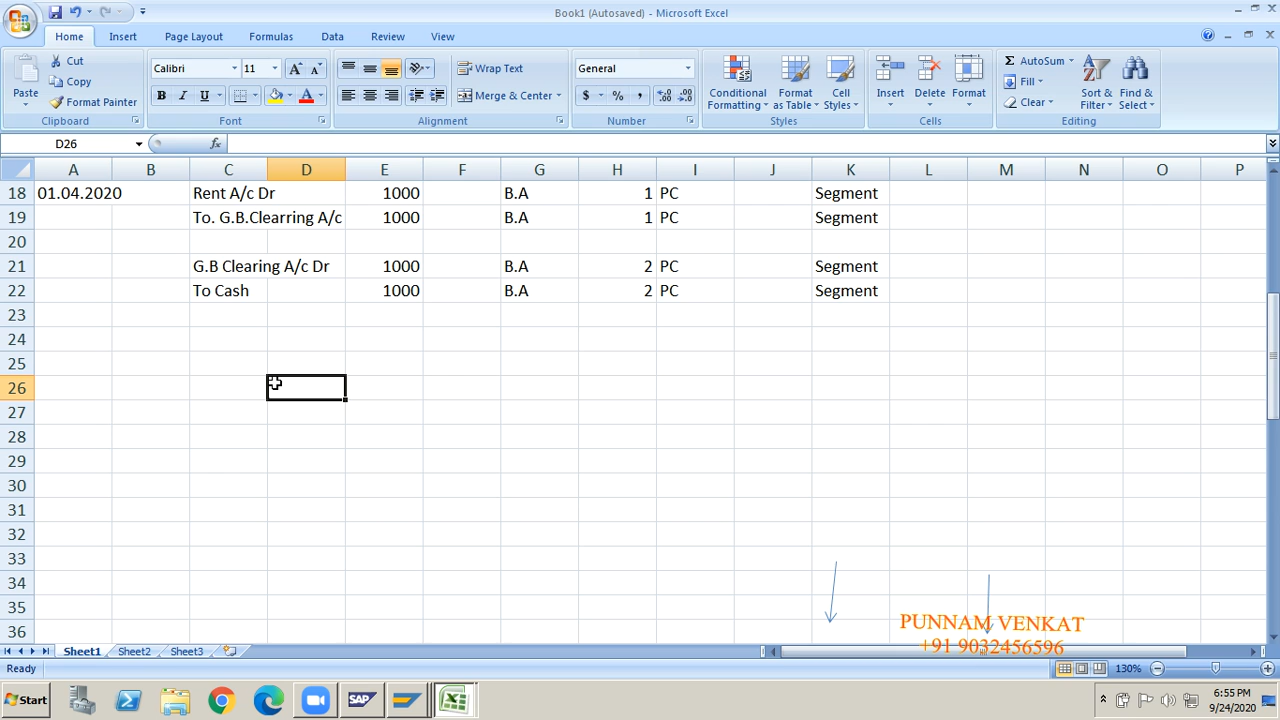 Book1 (Autosaved) - Microsoft Excel
Home Insert Page Layout Formulas Data Review View
Paste Cut Copy Format Painter Clipboard
Calibri 11 B I U A Font
Wrap Text Merge & Center Alignment
General $ % , Number
Conditional Formatting Format as Table Cell Styles Styles
Insert Delete Format Cells
Σ AutoSum Fill Clear Sort & Filter Find & Select Editing
D26 fx
A B C D E F G H I J K L M N O P
18 01.04.2020 Rent A/c Dr 1000 B.A 1 PC Segment
19 To. G.B.Clearring A/c 1000 B.A 1 PC Segment
20
21 G.B Clearing A/c Dr 1000 B.A 2 PC Segment
22 To Cash 1000 B.A 2 PC Segment
23
24
25
26
27
28
29
30
31
32
33
34
35
36
PUNNAM VENKAT
+91 9032456596
Sheet1 Sheet2 Sheet3
Ready 130%
Start SAP 6:55 PM
9/24/2020